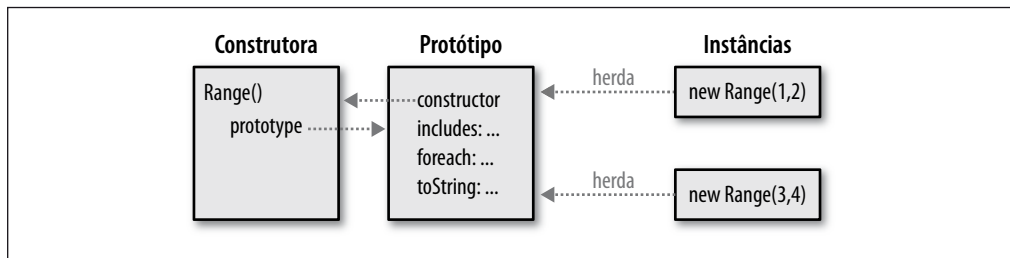 Construtora
Protótipo
Instâncias
Range()
prototype
constructor
includes: ...
foreach: ...
toString: ...
herda
new Range(1,2)
herda
new Range(3,4)